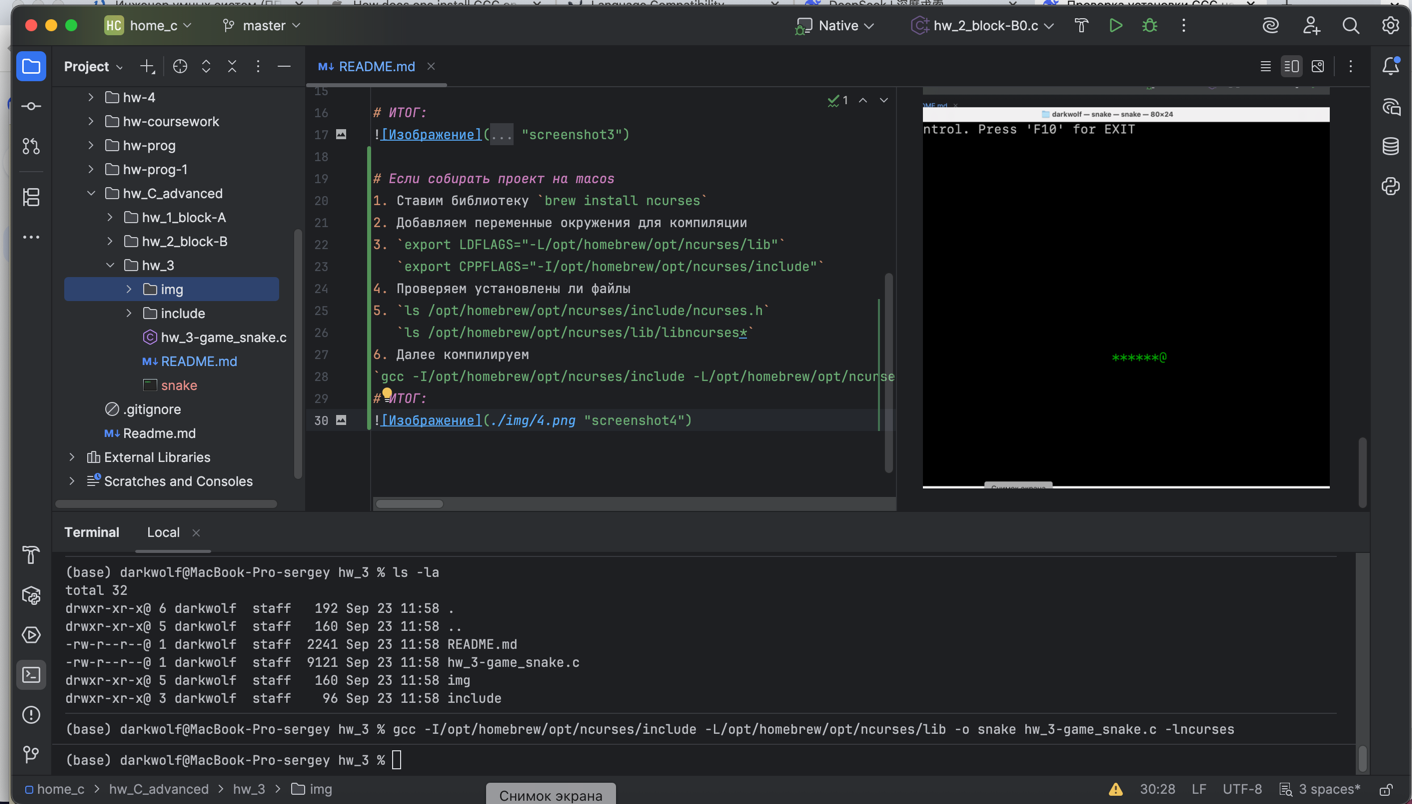 HC home_c master Native hw_2_block-B0.c
Project
README.md
hw-4
hw-coursework
hw-prog
hw-prog-1
hw_C_advanced
hw_1_block-A
hw_2_block-B
hw_3
img
include
hw_3-game_snake.c
M↓ README.md
snake
.gitignore
M↓ Readme.md
External Libraries
Scratches and Consoles
1
15
16 # ИТОГ:
17 ![Изображение](... "screenshot3")
18
19 # Если собирать проект на macos
20 1. Ставим библиотеку `brew install ncurses`
21 2. Добавляем переменные окружения для компиляции
22 3. `export LDFLAGS="-L/opt/homebrew/opt/ncurses/lib"`
23 `export CPPFLAGS="-I/opt/homebrew/opt/ncurses/include"`
24 4. Проверяем установлены ли файлы
25 5. `ls /opt/homebrew/opt/ncurses/include/ncurses.h`
26 `ls /opt/homebrew/opt/ncurses/lib/libncurses*`
27 6. Далее компилируем
28 `gcc -I/opt/homebrew/opt/ncurses/include -L/opt/homebrew/opt/ncurse
29 # ИТОГ:
30 ![Изображение](./img/4.png "screenshot4")
darkwolf — snake — snake — 80×24
ntrol. Press 'F10' for EXIT
******@
Terminal Local
(base) darkwolf@MacBook-Pro-sergey hw_3 % ls -la
total 32
drwxr-xr-x@ 6 darkwolf staff 192 Sep 23 11:58 .
drwxr-xr-x@ 5 darkwolf staff 160 Sep 23 11:58 ..
-rw-r--r--@ 1 darkwolf staff 2241 Sep 23 11:58 README.md
-rw-r--r--@ 1 darkwolf staff 9121 Sep 23 11:58 hw_3-game_snake.c
drwxr-xr-x@ 5 darkwolf staff 160 Sep 23 11:58 img
drwxr-xr-x@ 3 darkwolf staff 96 Sep 23 11:58 include
(base) darkwolf@MacBook-Pro-sergey hw_3 % gcc -I/opt/homebrew/opt/ncurses/include -L/opt/homebrew/opt/ncurses/lib -o snake hw_3-game_snake.c -lncurses
(base) darkwolf@MacBook-Pro-sergey hw_3 %
home_c > hw_C_advanced > hw_3 > img 30:28 LF UTF-8 3 spaces*
Снимок экрана